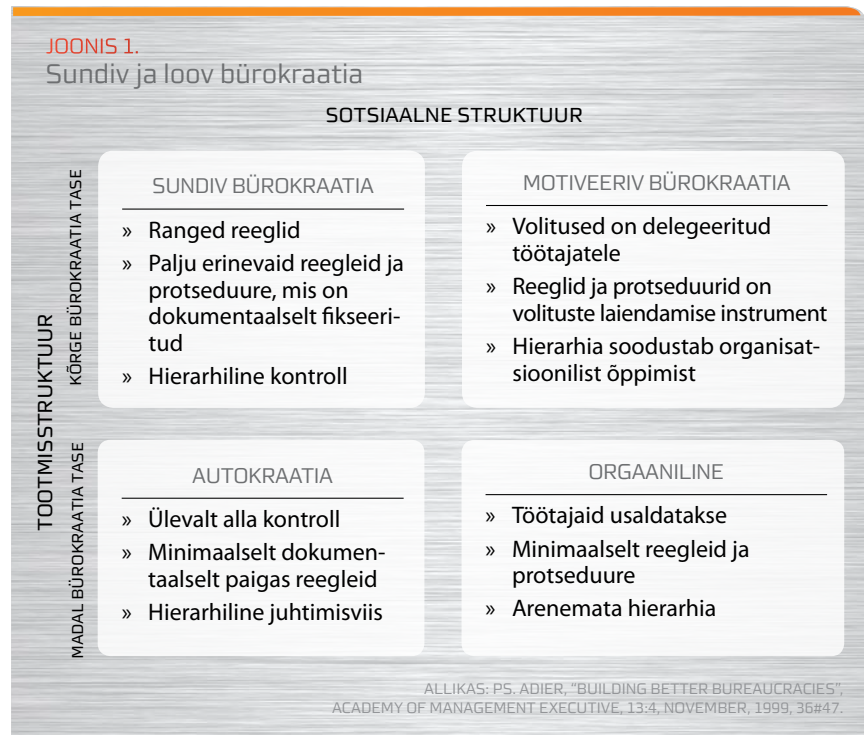 JOONIS 1.
Sundiv ja loov bürokraatia
SOTSIAALNE STRUKTUUR
TOOTMISSTRUKTUUR
KÕRGE BÜROKRAATIA TASE
SUNDIV BÜROKRAATIA
» Ranged reeglid
» Palju erinevaid reegleid ja
protseduure, mis on
dokumentaalselt fikseeri-
tud
» Hierarhiline kontroll
MOTIVEERIV BÜROKRAATIA
» Volitused on delegeeritud
töötajatele
» Reeglid ja protseduurid on
volituste laiendamise instrument
» Hierarhia soodustab organisat-
sioonilist õppimist
MADAL BÜROKRAATIA TASE
AUTOKRAATIA
» Ülevalt alla kontroll
» Minimaalselt dokumen-
taalselt paigas reegleid
» Hierarhiline juhtimisviis
ORGAANILINE
» Töötajaid usaldatakse
» Minimaalselt reegleid ja
protseduure
» Arenemata hierarhia
ALLIKAS: PS. ADIER, "BUILDING BETTER BUREAUCRACIES",
ACADEMY OF MANAGEMENT EXECUTIVE, 13:4, NOVEMBER, 1999, 36#47.